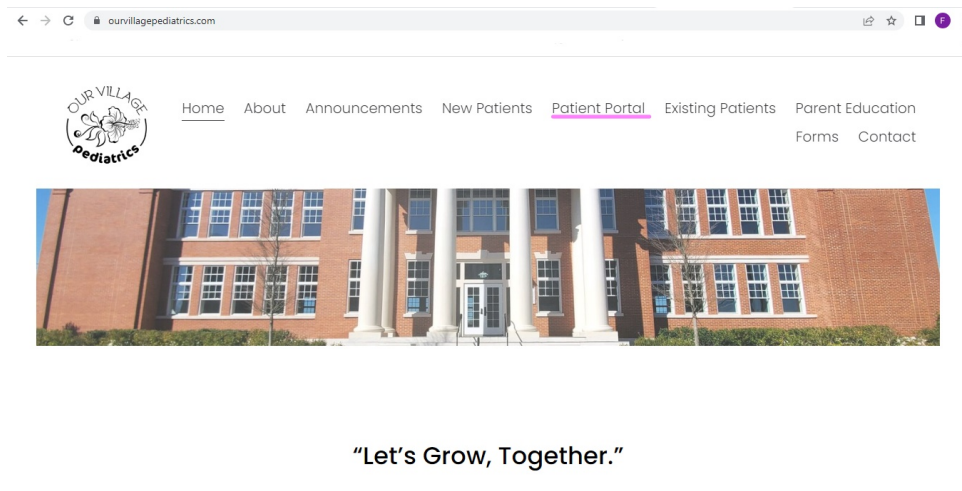 ourvillagepediatrics.com
F
OUR VILLAGE
pediatrics
Home About Announcements New Patients Patient Portal Existing Patients Parent Education
Forms Contact
“Let’s Grow, Together.”